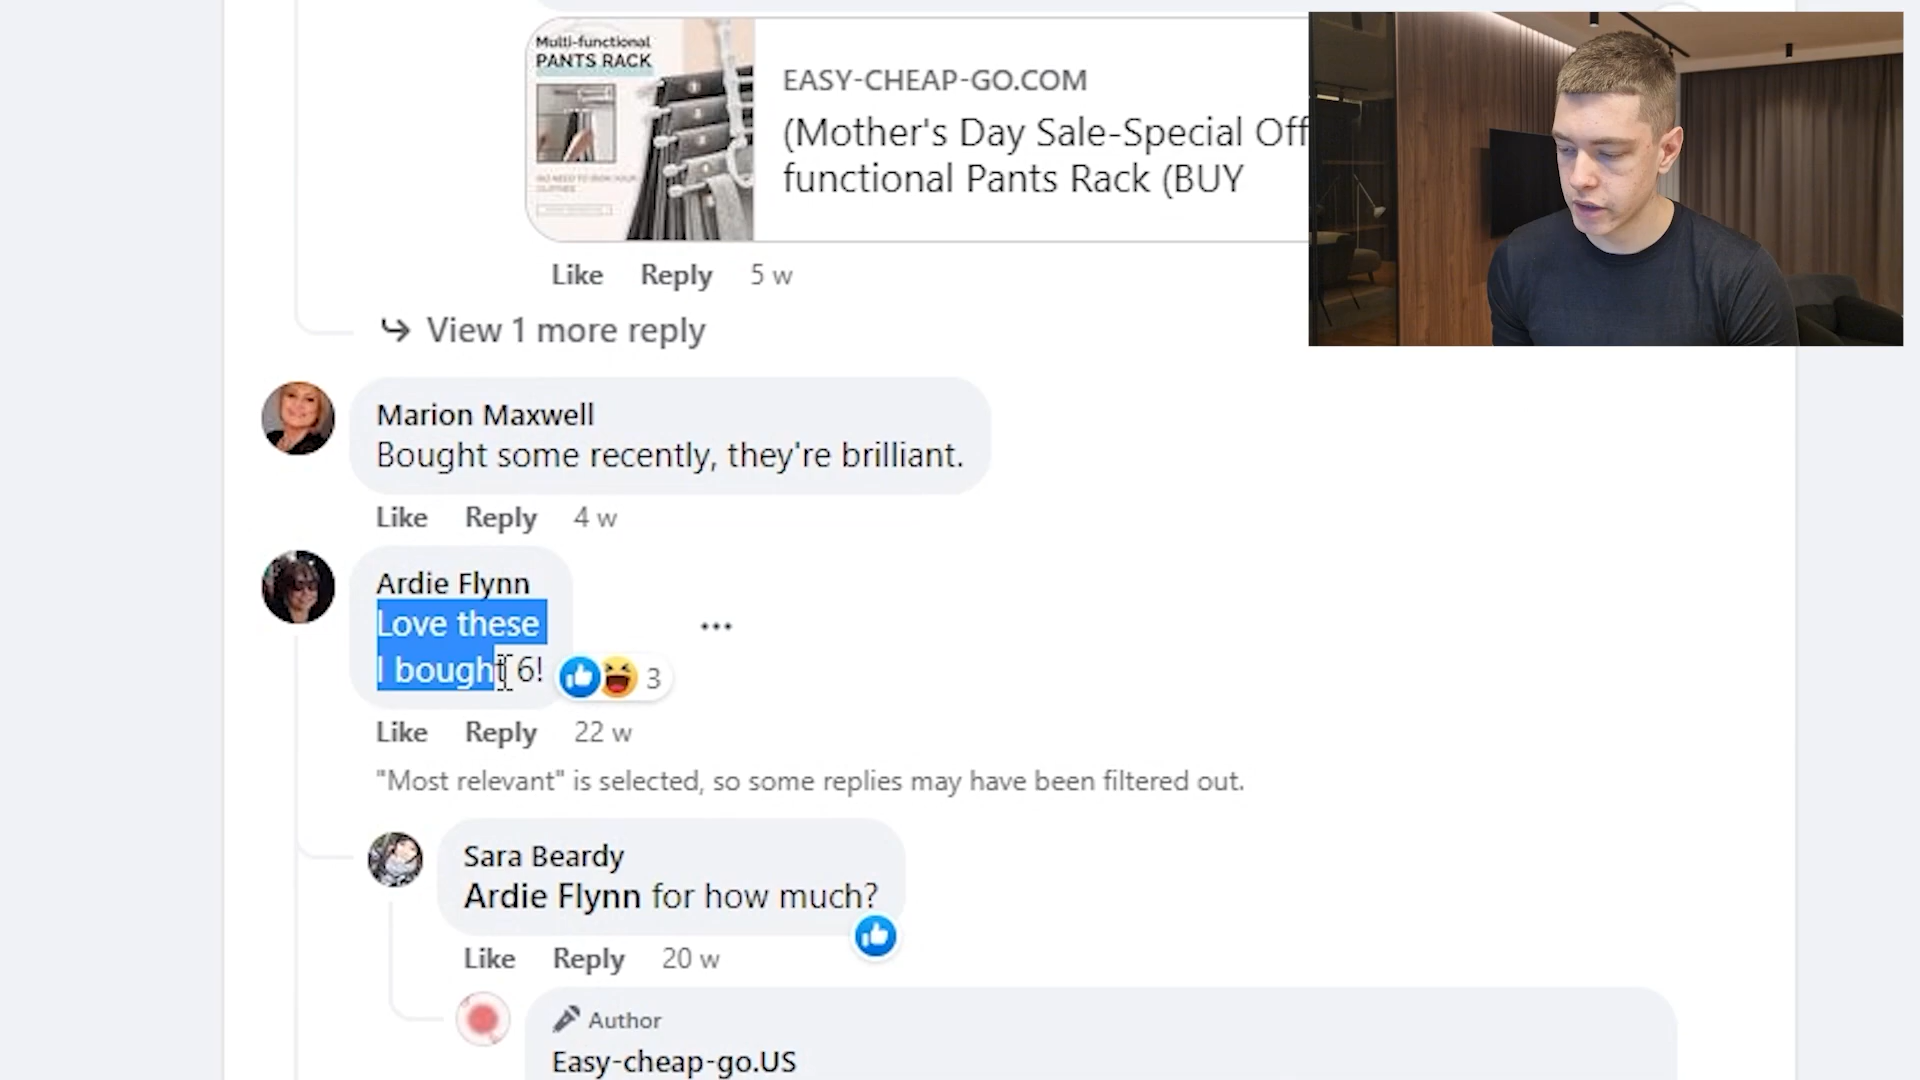 Multi-functional
PANTS RACK
EASY-CHEAP-GO.COM
(Mother's Day Sale-Special Off
functional Pants Rack (BUY
Like Reply 5 w
View 1 more reply
Marion Maxwell
Bought some recently, they're brilliant.
Like Reply 4 w
Ardie Flynn
Love these
I bought 6!
3
Like Reply 22 w
"Most relevant" is selected, so some replies may have been filtered out.
Sara Beardy
Ardie Flynn for how much?
Like Reply 20 w
Author
Easy-cheap-go.US